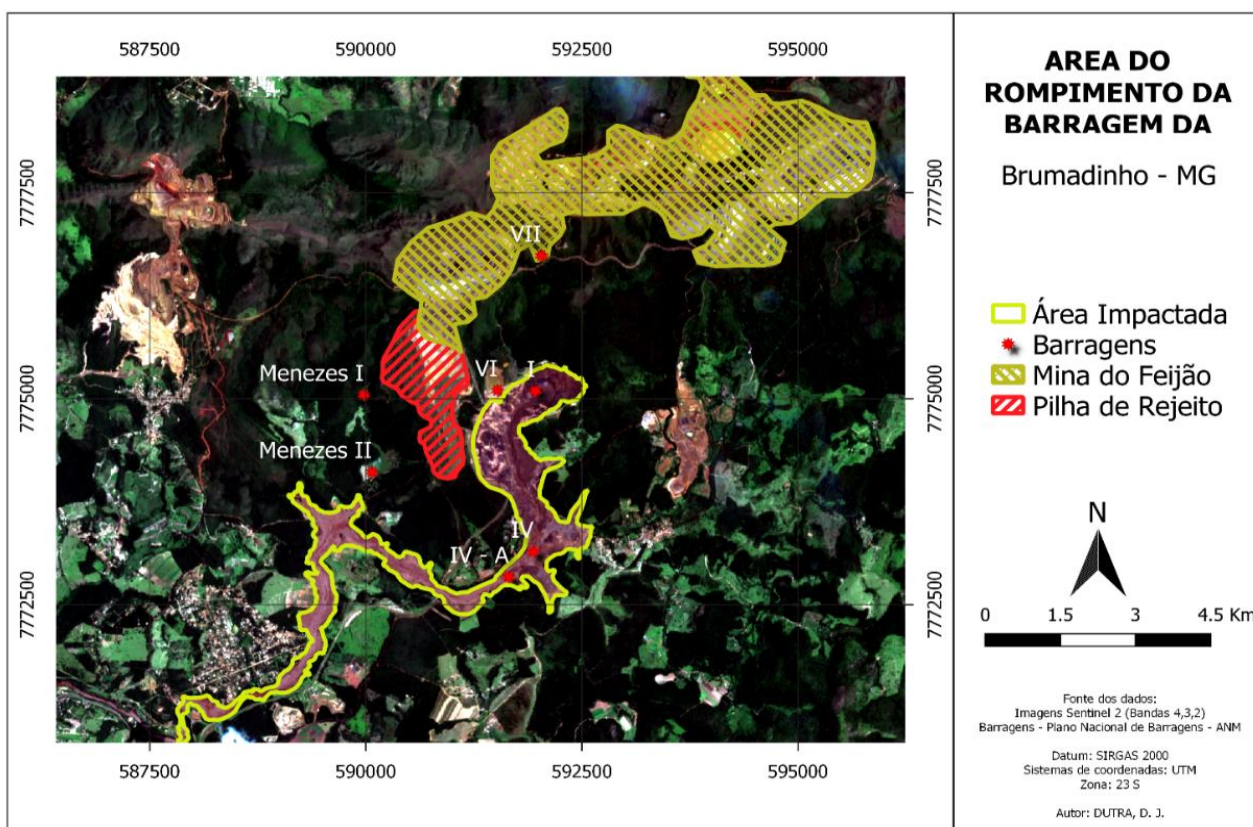 587500 590000 592500 595000
7777500 7777500
VII
Menezes I VI I
7775000 7775000
Menezes II
IV
IV - A
7772500 7772500
587500 590000 592500 595000
AREA DO
ROMPIMENTO DA
BARRAGEM DA
Brumadinho - MG
Área Impactada
Barragens
Mina do Feijão
Pilha de Rejeito
N
0 1.5 3 4.5 Km
Fonte dos dados:
Imagens Sentinel 2 (Bandas 4,3,2)
Barragens - Plano Nacional de Barragens - ANM
Datum: SIRGAS 2000
Sistemas de coordenadas: UTM
Zona: 23 S
Autor: DUTRA, D. J.